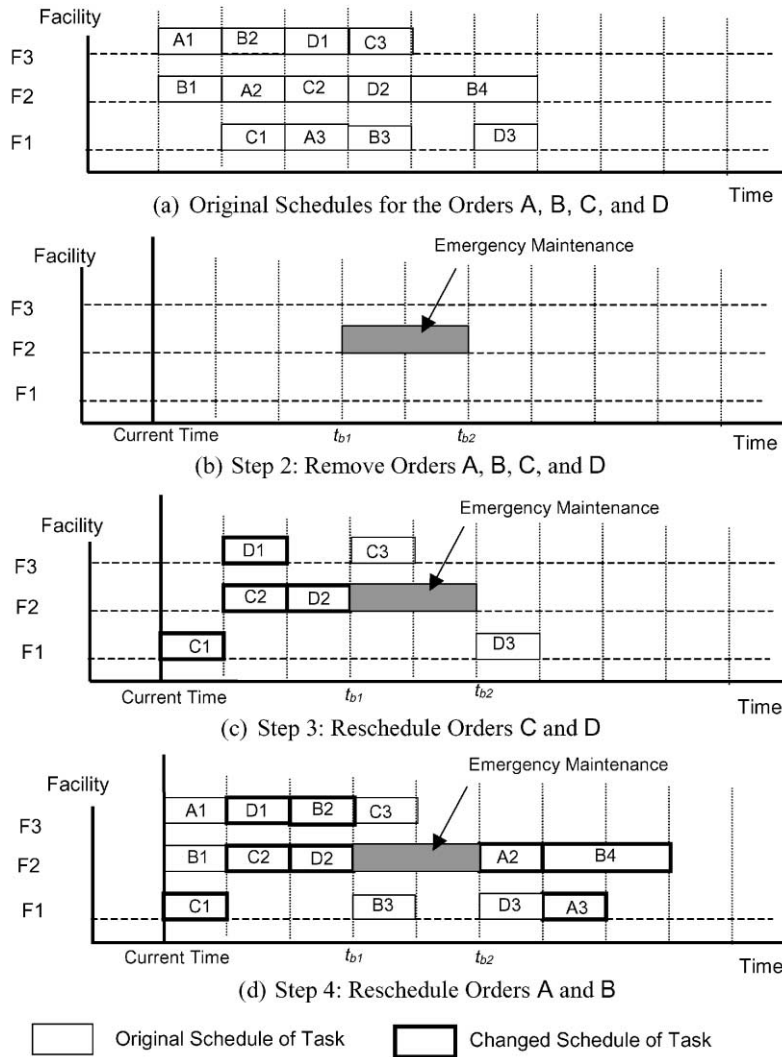 Facility
A1 B2 D1 C3
F3
B1 A2 C2 D2 B4
F2
C1 A3 B3 D3
F1
Time
(a) Original Schedules for the Orders A, B, C, and D
Emergency Maintenance
Facility
F3
F2
F1
Current Time tb1 tb2 Time
(b) Step 2: Remove Orders A, B, C, and D
Emergency Maintenance
Facility
D1 C3
F3
C2 D2
F2
C1 D3
F1
Current Time tb1 tb2 Time
(c) Step 3: Reschedule Orders C and D
Emergency Maintenance
Facility
A1 D1 B2 C3
F3
B1 C2 D2 A2 B4
F2
C1 B3 D3 A3
F1
Current Time tb1 tb2 Time
(d) Step 4: Reschedule Orders A and B
Original Schedule of Task Changed Schedule of Task